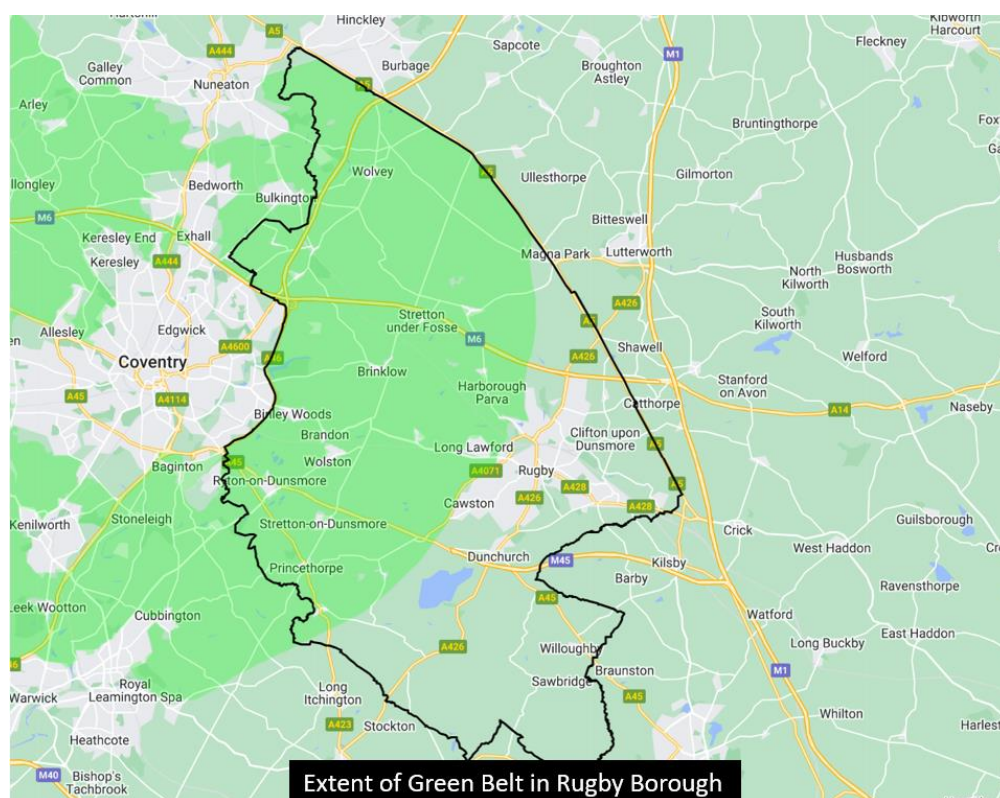 Hinckley
Kibworth
Harcourt
Fleckney
A5
Sapcote
M1
A444
Galley
Common
Burbage
Broughton
Astley
Nuneaton
A5
Arley
Bruntingthorpe
Wolvey
A5
Ullesthorpe
Gilmorton
Bedworth
Bulkington
M6
Bitteswell
Keresley End
Exhall
Keresley
A444
Magna Park
Lutterworth
Husbands
Bosworth
North
Kilworth
A426
Stretton
under Fosse
A5
South
Kilworth
Allesley
Edgwick
M6
A4600
A426
Shawell
Welford
Coventry
A46
Brinklow
Harborough
Parva
Stanford
on Avon
A45
A4114
Catthorpe
A14
Naseby
Binley Woods
Brandon
Long Lawford
Clifton upon
Dunsmore
A5
Baginton
A45
Wolston
A4071
Rugby
Ryton-on-Dunsmore
A428
A5
Cawston
A426
A428
Kenilworth
Stoneleigh
Stretton-on-Dunsmore
Crick
Guilsborough
Dunchurch
West Haddon
Princethorpe
M45
Kilsby
Barby
Ravensthorpe
Leek Wootton
Cubbington
A45
Watford
Long Buckby
East Haddon
A426
Willoughby
Braunston
M1
Royal
Leamington Spa
Sawbridge
Warwick
Long
Itchington
A45
A423
Stockton
Whilton
Heathcote
M40
Bishop's
Tachbrook
Extent of Green Belt in Rugby Borough